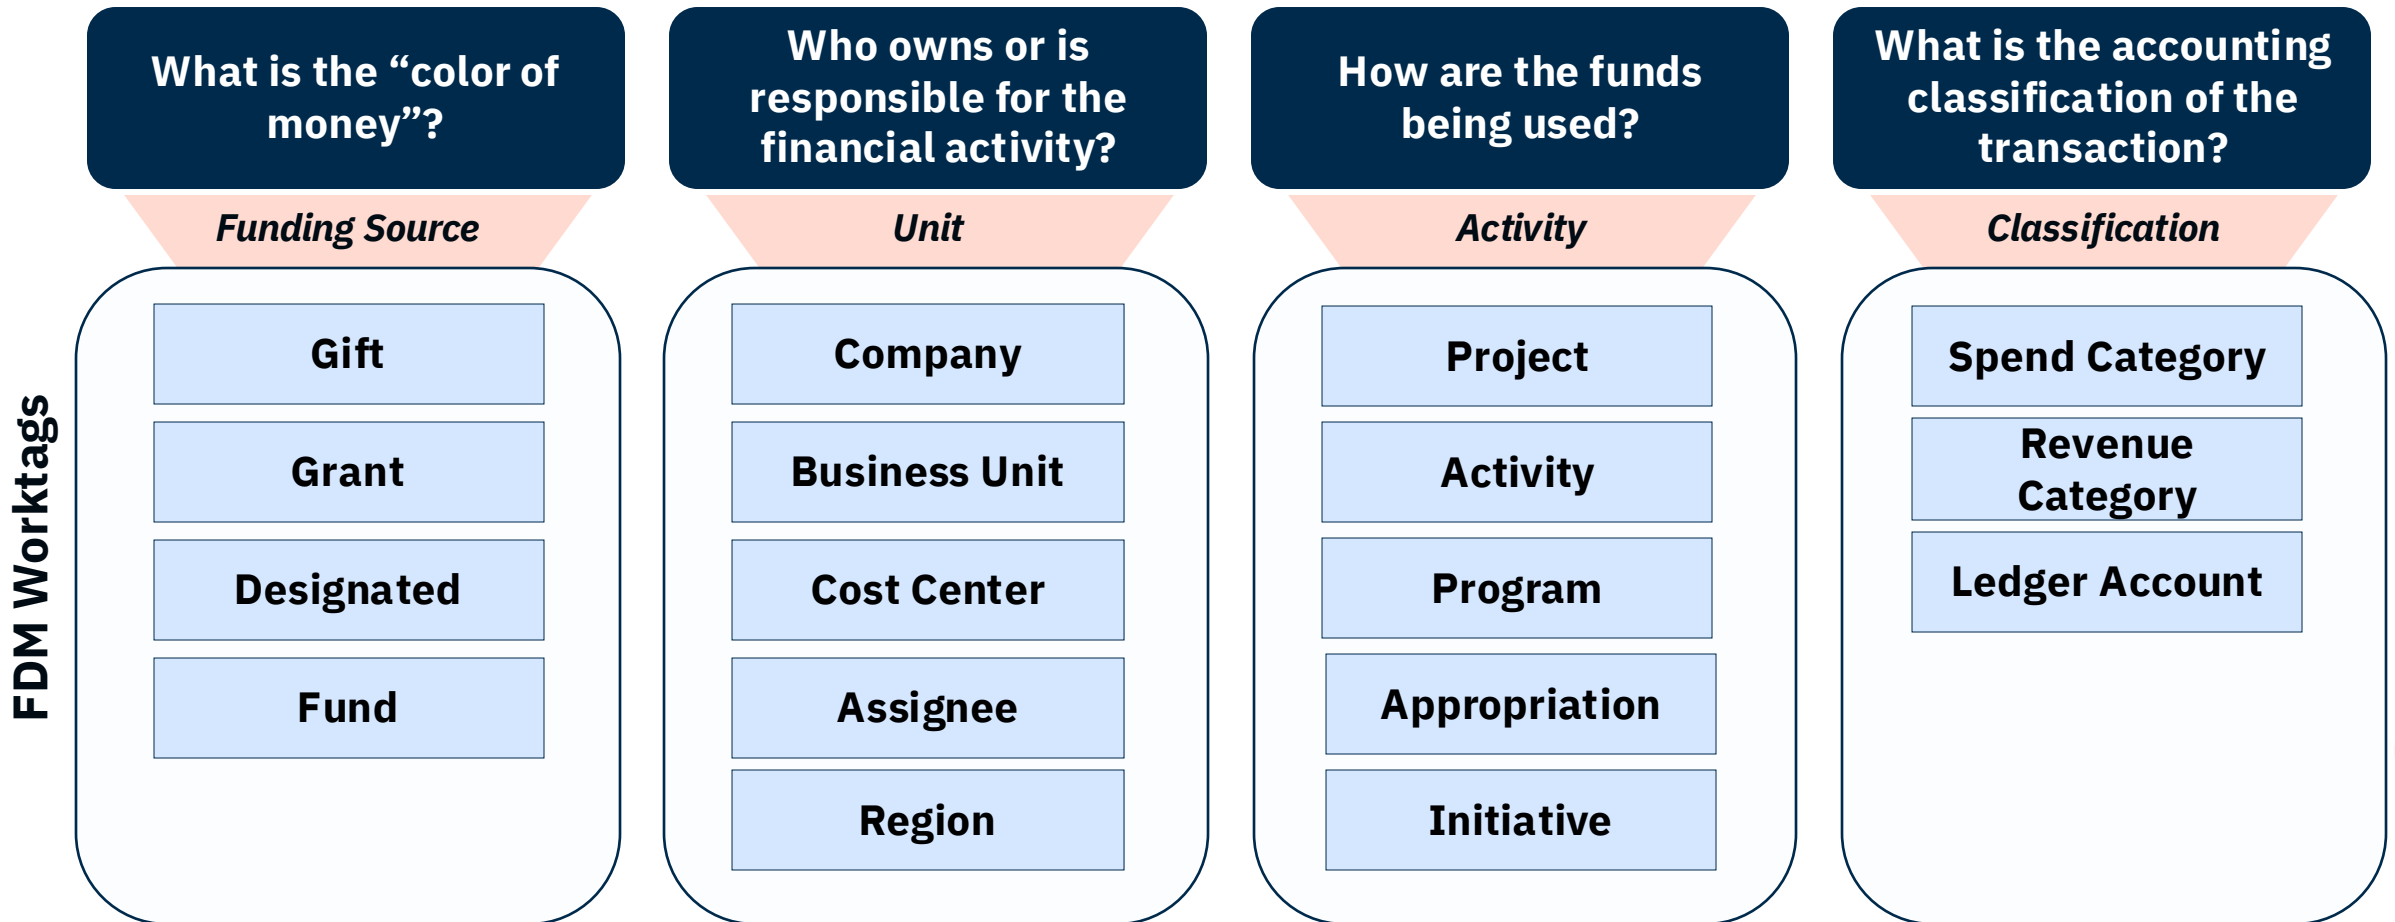 What is the “color of
money”?
Who owns or is
responsible for the
financial activity?
How are the funds
being used?
What is the accounting
classification of the
transaction?
Funding Source
Unit
Activity
Classification
FDM Worktags
Gift
Grant
Designated
Fund
Company
Business Unit
Cost Center
Assignee
Region
Project
Activity
Program
Appropriation
Initiative
Spend Category
Revenue
Category
Ledger Account